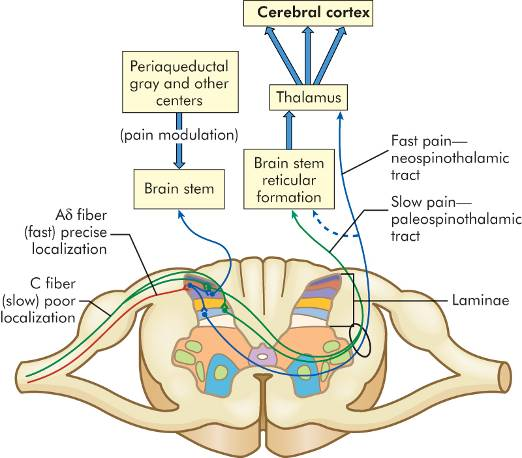 Cerebral cortex
Periaqueductal
gray and other
centers
Thalamus
(pain modulation)
Fast pain—
neospinothalamic
tract
Brain stem
Brain stem
reticular
formation
Slow pain—
paleospinothalamic
tract
Aδ fiber
(fast) precise
localization
C fiber
(slow) poor
localization
Laminae